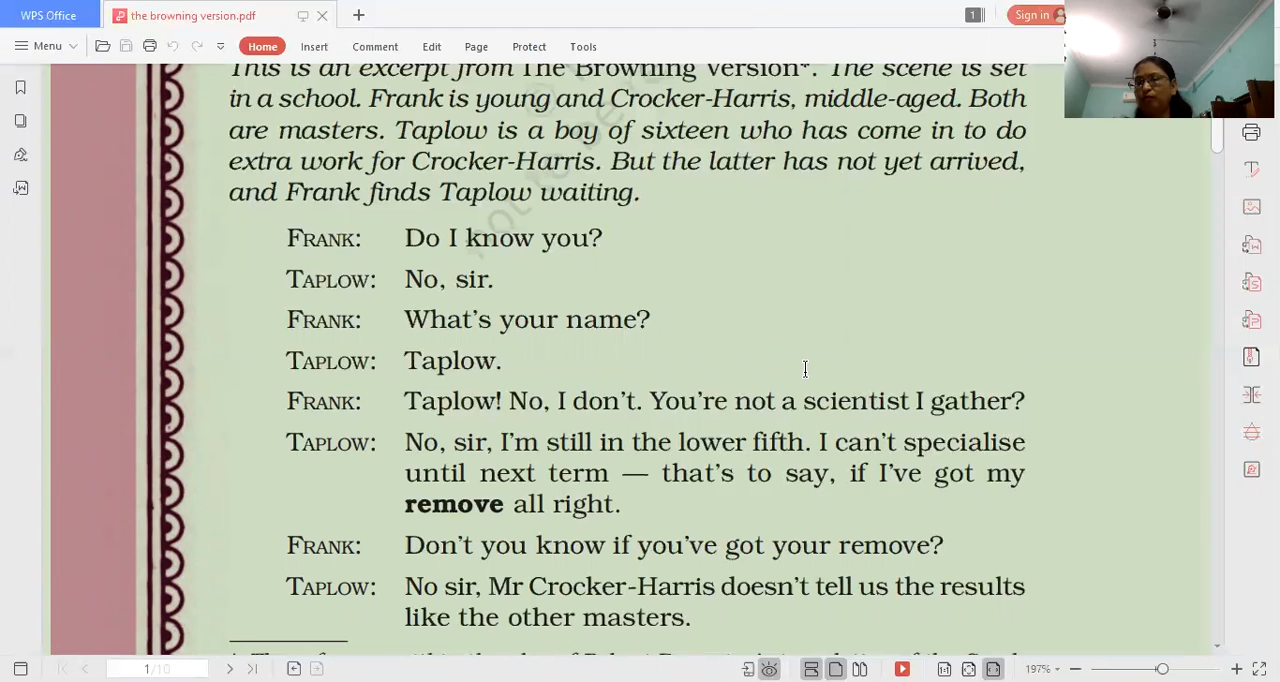 WPS Office
the browning version.pdf
1
Sign in
Menu
Home
Insert
Comment
Edit
Page
Protect
Tools
This is an excerpt from The Browning Version*. The scene is set
in a school. Frank is young and Crocker-Harris, middle-aged. Both
are masters. Taplow is a boy of sixteen who has come in to do
extra work for Crocker-Harris. But the latter has not yet arrived,
and Frank finds Taplow waiting.
FRANK: Do I know you?
TAPLOW: No, sir.
FRANK: What's your name?
TAPLOW: Taplow.
FRANK: Taplow! No, I don't. You're not a scientist I gather?
TAPLOW: No, sir, I'm still in the lower fifth. I can't specialise
until next term — that's to say, if I've got my
remove all right.
FRANK: Don't you know if you've got your remove?
TAPLOW: No sir, Mr Crocker-Harris doesn't tell us the results
like the other masters.
1/10
197%